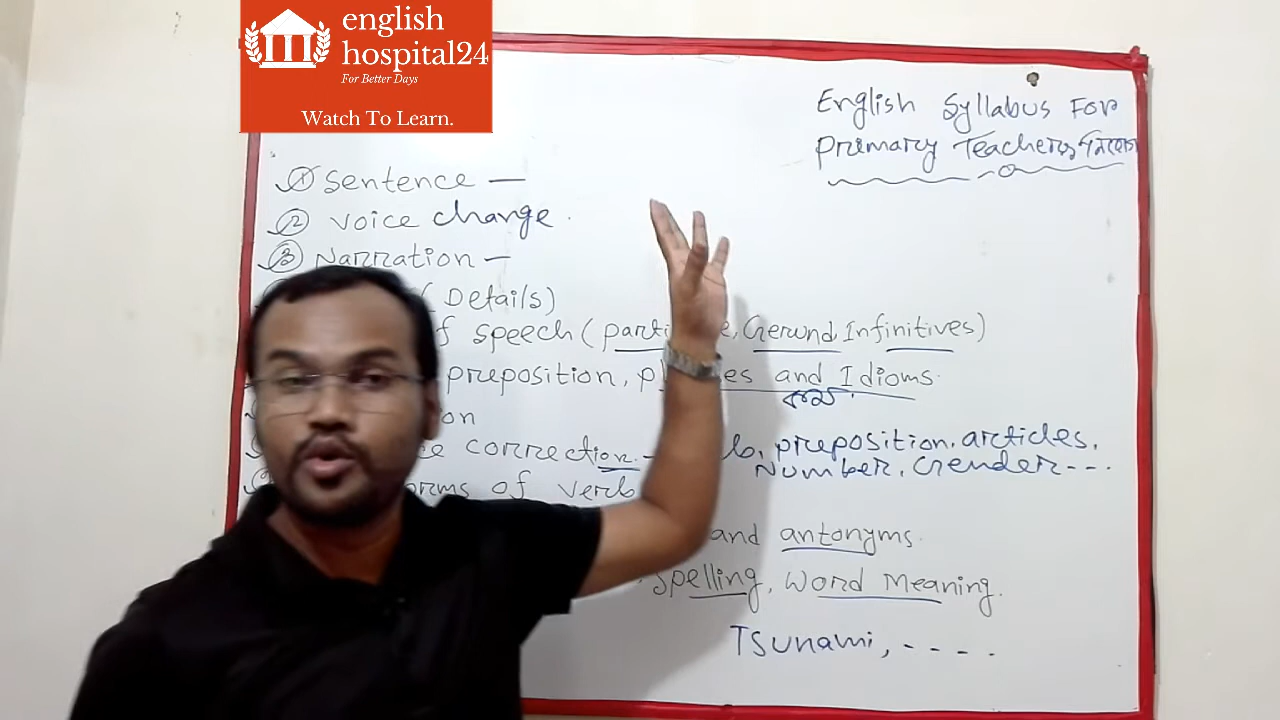 english
hospital24
For Better Days
Watch To Learn.
English Syllabus For
Primary Teachers নিয়োগ
① Sentence —
② Voice change.
③ Narration —
(Details)
speech ( Gerund, Infinitives)
preposition, and Idioms.
correction. — preposition, articles,
Number, Gender - - -
of verb
and antonyms.
Spelling, Word Meaning.
Tsunami, - - - -